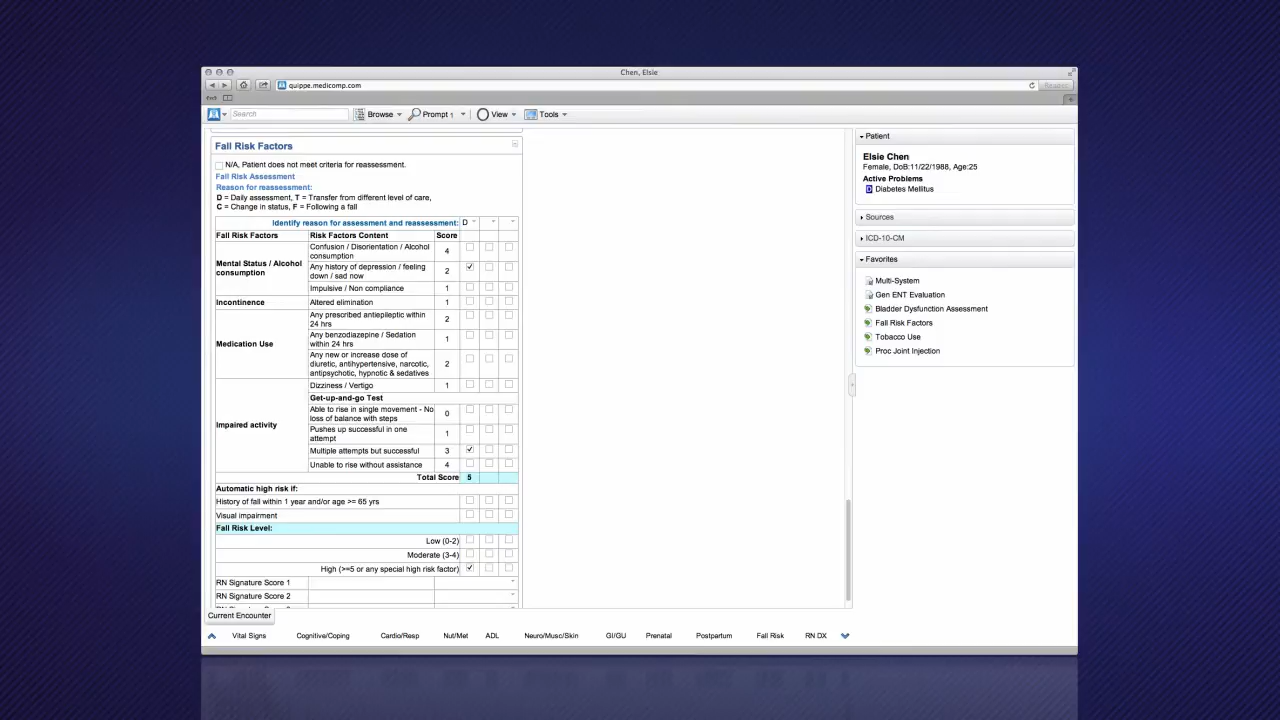 Chen, Elsie
quippe.medicomp.com
Reader
Search
Browse
Prompt 1
View
Tools
Fall Risk Factors
N/A, Patient does not meet criteria for reassessment.
Fall Risk Assessment
Reason for reassessment:
D = Daily assessment, T = Transfer from different level of care,
C = Change in status, F = Following a fall
Identify reason for assessment and reassessment: D
Fall Risk Factors Risk Factors Content Score
Mental Status / Alcohol
consumption
Confusion / Disorientation / Alcohol
consumption 4
Any history of depression / feeling
down / sad now 2
Impulsive / Non compliance 1
Incontinence Altered elimination 1
Medication Use
Any prescribed antiepileptic within
24 hrs 2
Any benzodiazepine / Sedation
within 24 hrs 1
Any new or increase dose of
diuretic, antihypertensive, narcotic,
antipsychotic, hypnotic & sedatives 2
Impaired activity
Dizziness / Vertigo 1
Get-up-and-go Test
Able to rise in single movement - No
loss of balance with steps 0
Pushes up successful in one
attempt 1
Multiple attempts but successful 3
Unable to rise without assistance 4
Total Score 5
Automatic high risk if:
History of fall within 1 year and/or age >= 65 yrs
Visual impairment
Fall Risk Level:
Low (0-2)
Moderate (3-4)
High (>=5 or any special high risk factor)
RN Signature Score 1
RN Signature Score 2
Current Encounter
Vital Signs Cognitive/Coping Cardio/Resp Nut/Met ADL Neuro/Musc/Skin GI/GU Prenatal Postpartum Fall Risk RN DX
Patient
Elsie Chen
Female, DoB:11/22/1988, Age:25
Active Problems
D Diabetes Mellitus
Sources
ICD-10-CM
Favorites
Multi-System
Gen ENT Evaluation
Bladder Dysfunction Assessment
Fall Risk Factors
Tobacco Use
Proc Joint Injection